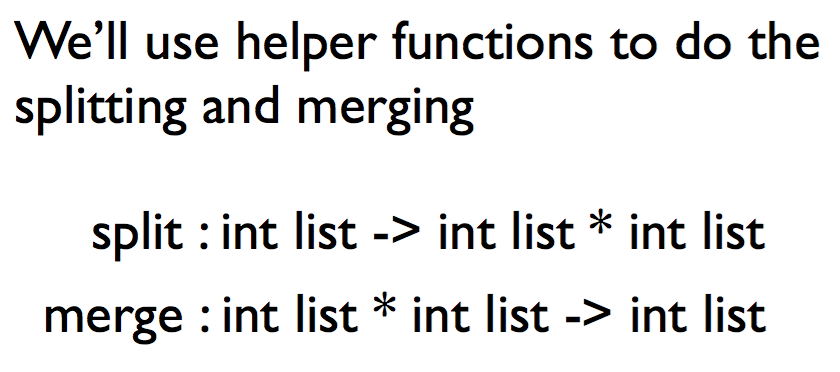 We’ll use helper functions to do the
splitting and merging
split : int list -> int list * int list
merge : int list * int list -> int list